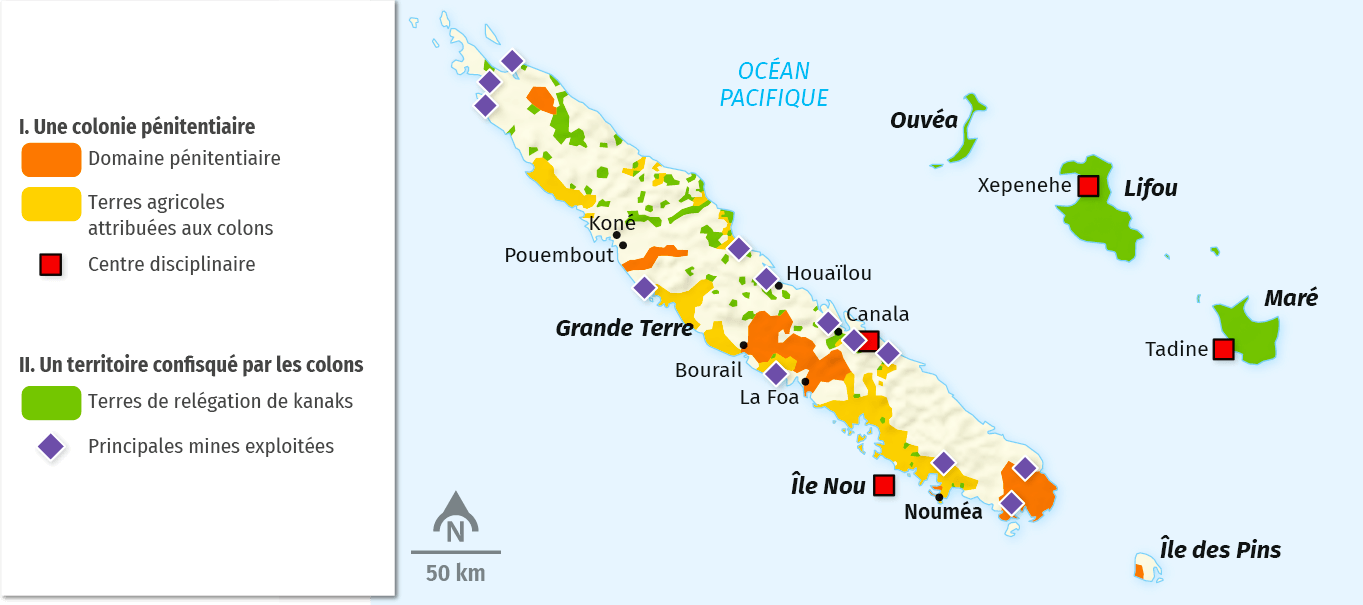 I. Une colonie pénitentiaire
Domaine pénitentiaire
Terres agricoles
attribuées aux colons
Centre disciplinaire
II. Un territoire confisqué par les colons
Terres de relégation de kanaks
Principales mines exploitées
OCÉAN
PACIFIQUE
Ouvéa
Xepenehe
Lifou
Koné
Pouembout
Houaïlou
Maré
Grande Terre
Canala
Tadine
Bourail
La Foa
Île Nou
Nouméa
Île des Pins
N
50 km